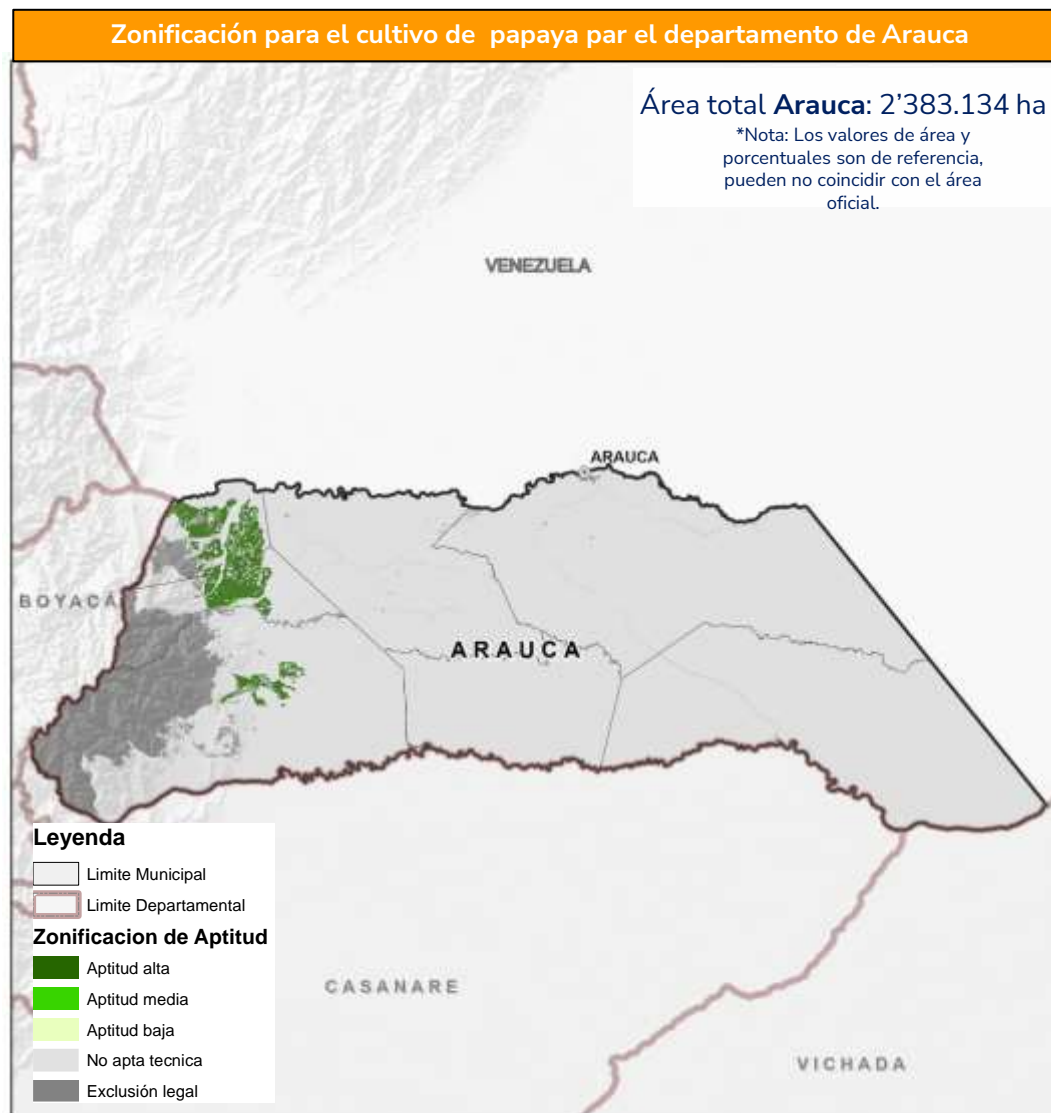 Zonificación para el cultivo de papaya par el departamento de Arauca
Área total Arauca: 2'383.134 ha
*Nota: Los valores de área y
porcentuales son de referencia,
pueden no coincidir con el área
oficial.
VENEZUELA
ARAUCA
BOYACÁ
ARAUCA
Leyenda
Limite Municipal
Limite Departamental
Zonificacion de Aptitud
Aptitud alta
Aptitud media
Aptitud baja
No apta tecnica
Exclusión legal
CASANARE
VICHADA